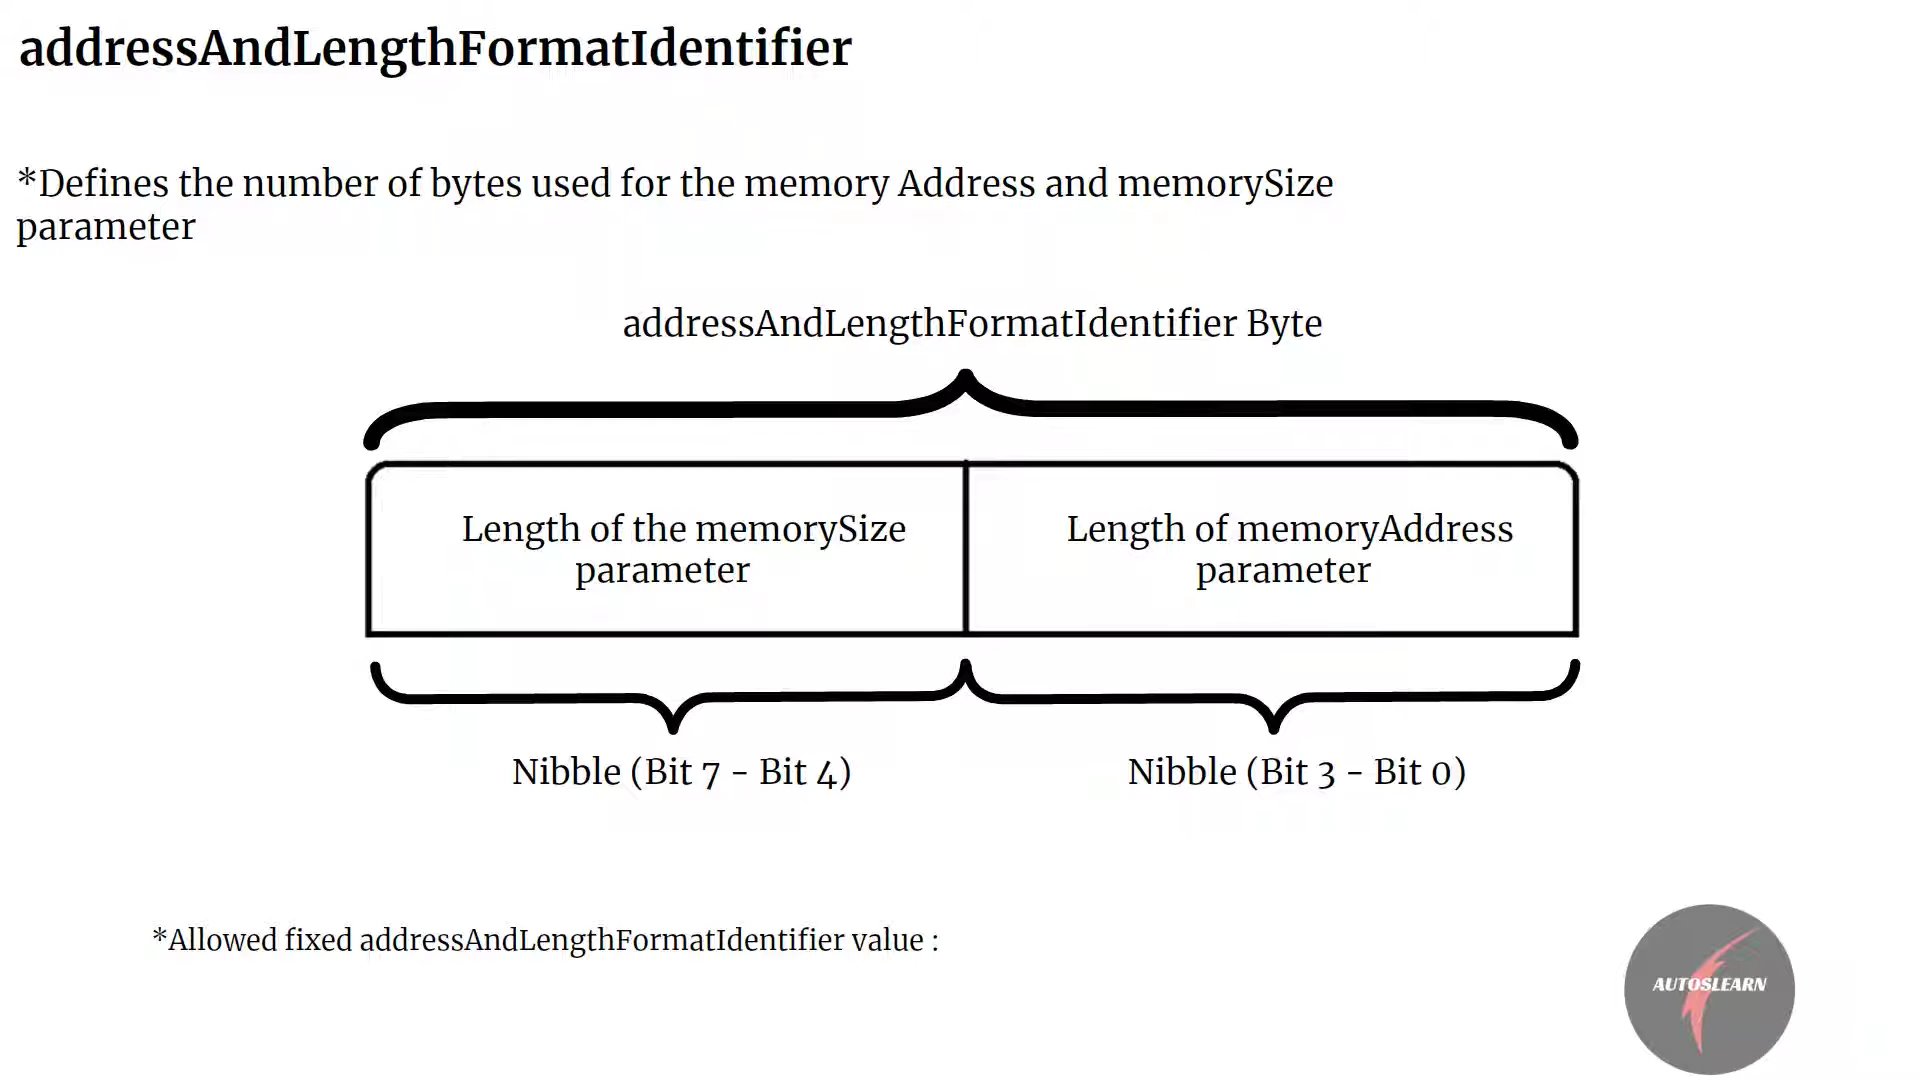 addressAndLengthFormatIdentifier
*Defines the number of bytes used for the memory Address and memorySize
parameter
addressAndLengthFormatIdentifier Byte
Length of the memorySize
parameter
Length of memoryAddress
parameter
Nibble (Bit 7 - Bit 4)
Nibble (Bit 3 - Bit 0)
*Allowed fixed addressAndLengthFormatIdentifier value :
AUTOSLEARN